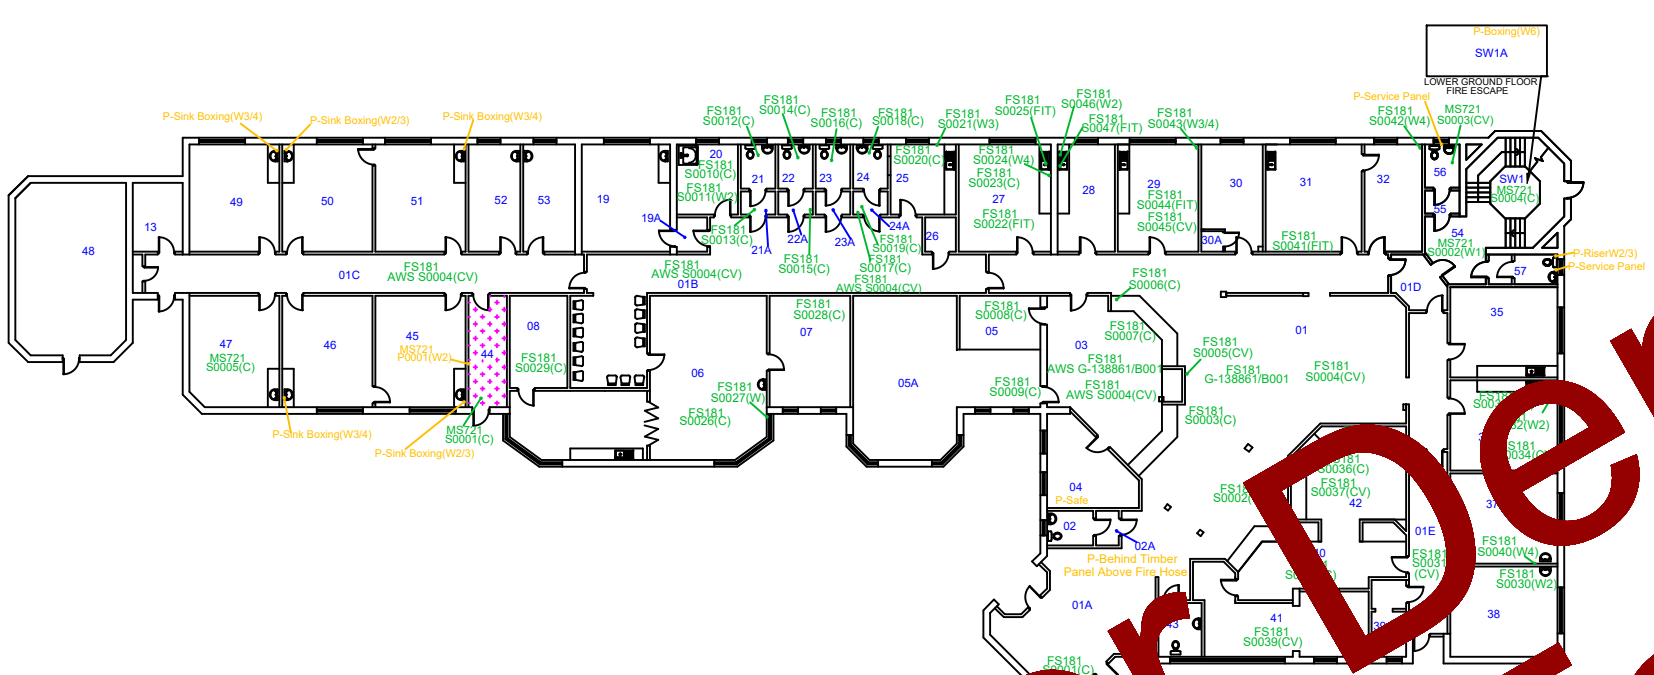 P-Boxing(W6)
SW1A
LOWER GROUND FLOOR
FIRE ESCAPE
P-Sink Boxing(W3/4)
P-Sink Boxing(W2/3)
P-Sink Boxing(W3/4)
FS181
S0012(C)
FS181
S0014(C)
FS181
S0016(C)
FS181
S0018(C)
FS181
S0021(W3)
FS181
S0025(FIT)
FS181
S0046(W2)
FS181
S0047(FIT)
FS181
S0043(W3/4)
P-Service Panel
FS181
S0042(W4)
MS721
S0003(CV)
48
13
49
50
51
52
53
19
19A
20
FS181
S0010(C)
FS181
S0011(W2)
21
22
23
24
25
FS181
S0020(C)
FS181
S0013(C)
21A
22A
23A
24A
FS181
S0015(C)
FS181
S0019(C)
FS181
S0017(C)
26
FS181
S0024(W4)
FS181
S0023(C)
27
FS181
S0022(FIT)
28
29
FS181
S0044(FIT)
FS181
S0045(CV)
30
30A
31
FS181
S0041(FIT)
32
56
55
54
MS721
S0002(W1)
SW1
MS721
S0004(C)
P-RiserW2/3)
P-Service Panel
57
01C
FS181
AWS S0004(CV)
FS181
AWS S0004(CV)
01B
FS181
AWS S0004(CV)
FS181
S0006(C)
01D
47
MS721
S0005(C)
46
45
MS721
P0001(W2)
44
08
FS181
S0029(C)
06
FS181
S0027(W)
FS181
S0026(C)
FS181
S0028(C)
07
05A
FS181
S0008(C)
05
FS181
S0009(C)
03
FS181
S0007(C)
FS181
AWS G-138861/B001
FS181
AWS S0004(CV)
FS181
S0005(CV)
FS181
G-138861/B001
01
FS181
S0004(CV)
FS181
S0003(C)
35
P-Sink Boxing(W3/4)
MS721
S0001(C)
P-Sink Boxing(W2/3)
04
P-Safe
02
02A
P-Behind Timber
Panel Above Fire Hose
S0036(C)
FS181
S0037(CV)
42
01E
37
FS181
S0040(W4)
FS181
S0030(W2)
38
FS181
S0031
(CV)
01A
41
FS181
S0039(CV)
FS181